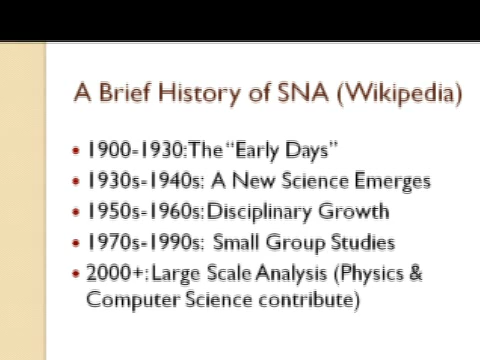 A Brief History of SNA (Wikipedia)
• 1900-1930: The “Early Days”
• 1930s-1940s: A New Science Emerges
• 1950s-1960s: Disciplinary Growth
• 1970s-1990s: Small Group Studies
• 2000+: Large Scale Analysis (Physics &
Computer Science contribute)